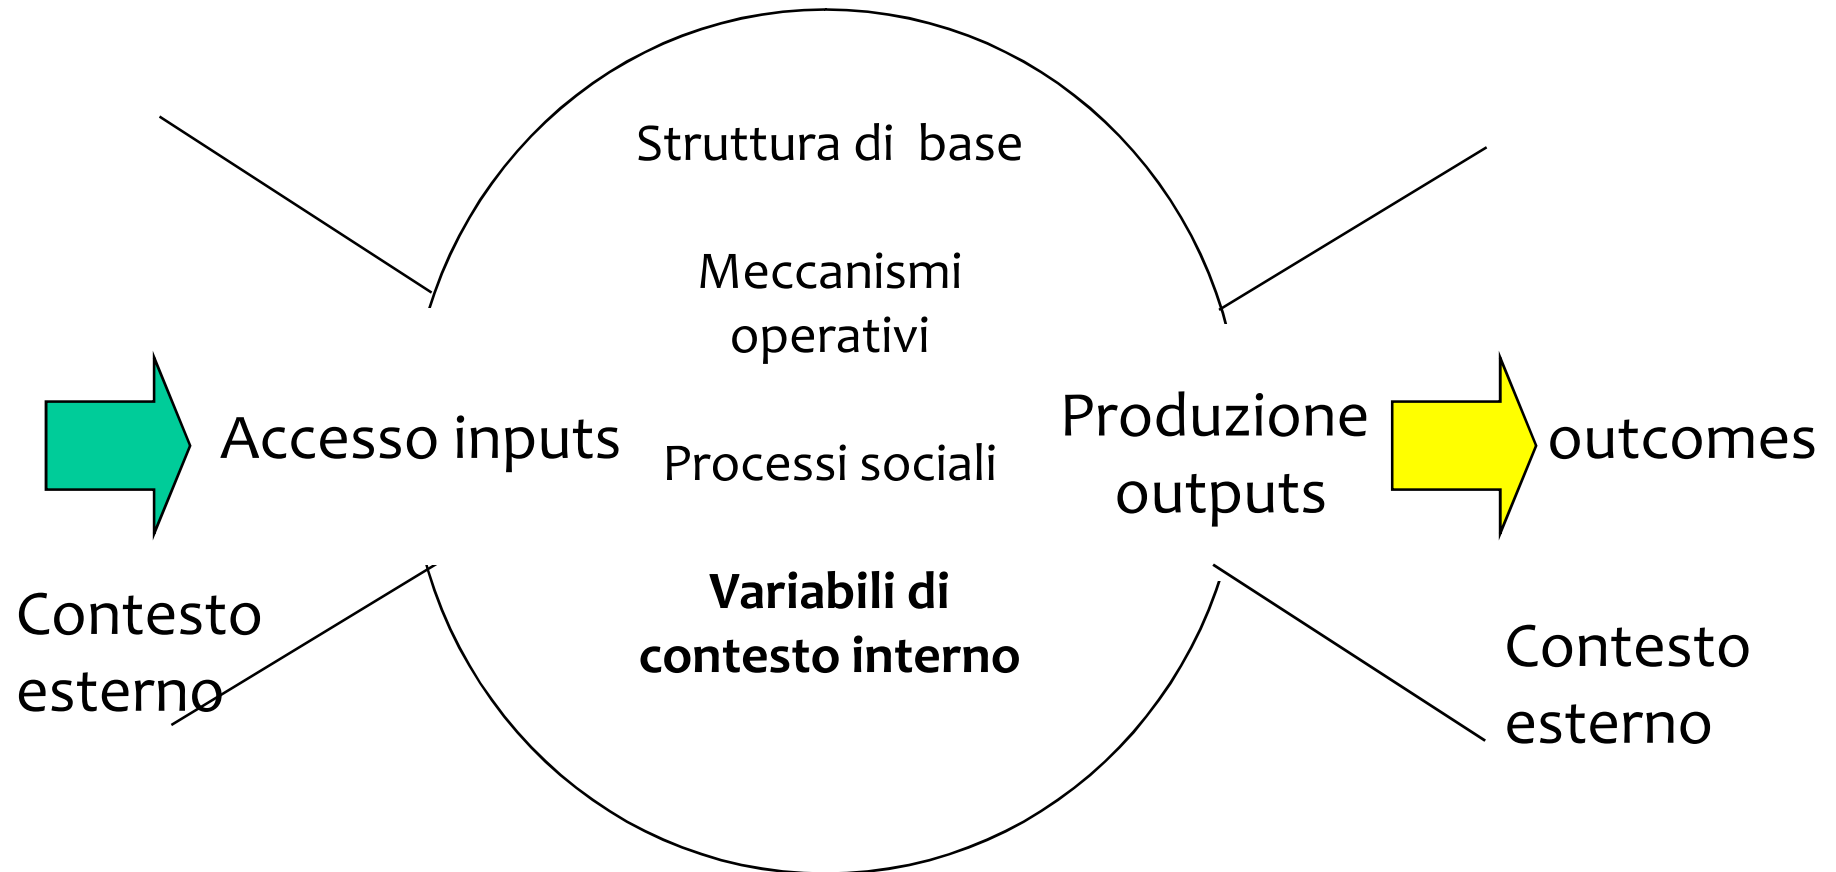 Struttura di  base
Meccanismi
operativi
Accesso inputs
Processi sociali
Produzione
outputs
outcomes
Variabili di
contesto interno
Contesto
esterno
Contesto
esterno